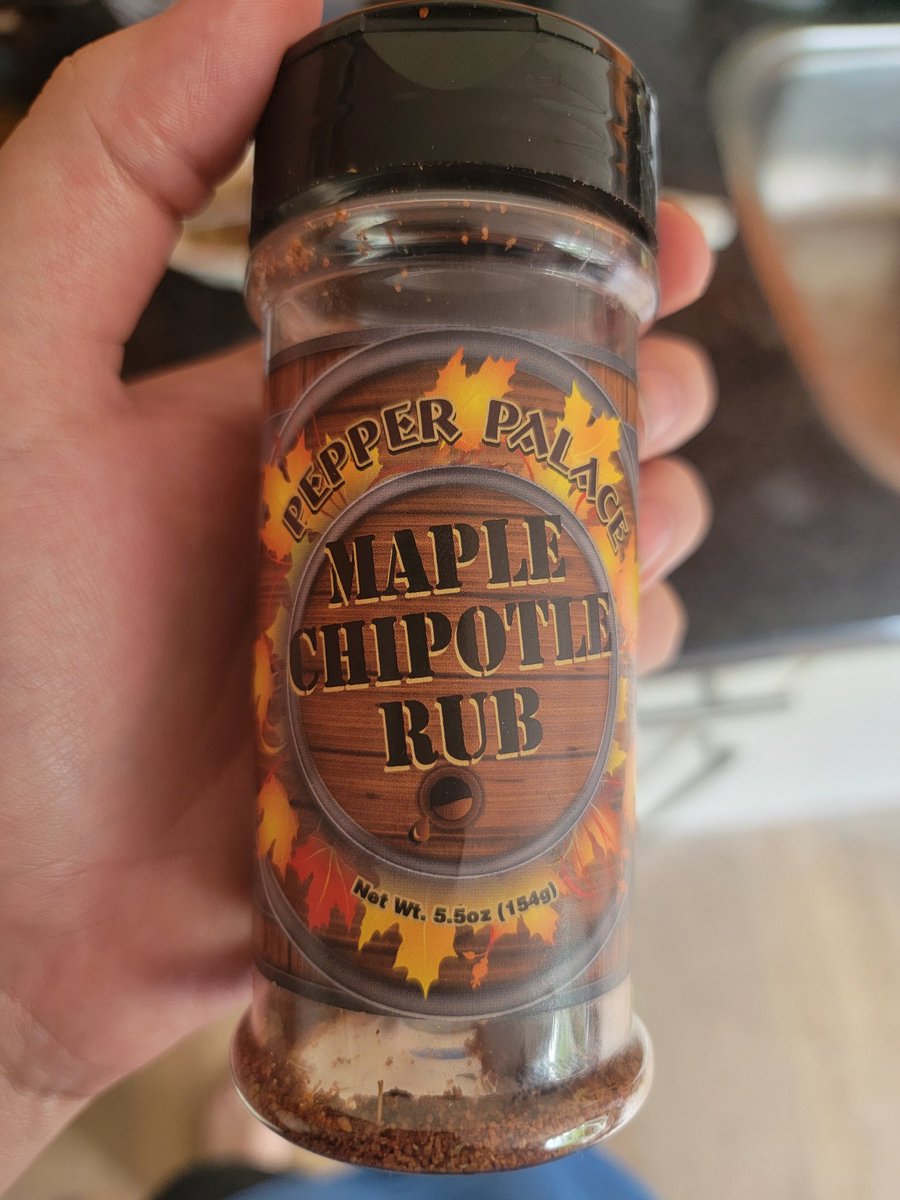 PEPPER PALACE
MAPLE
CHIPOTLE
RUB
Net Wt. 5.5oz (154g)